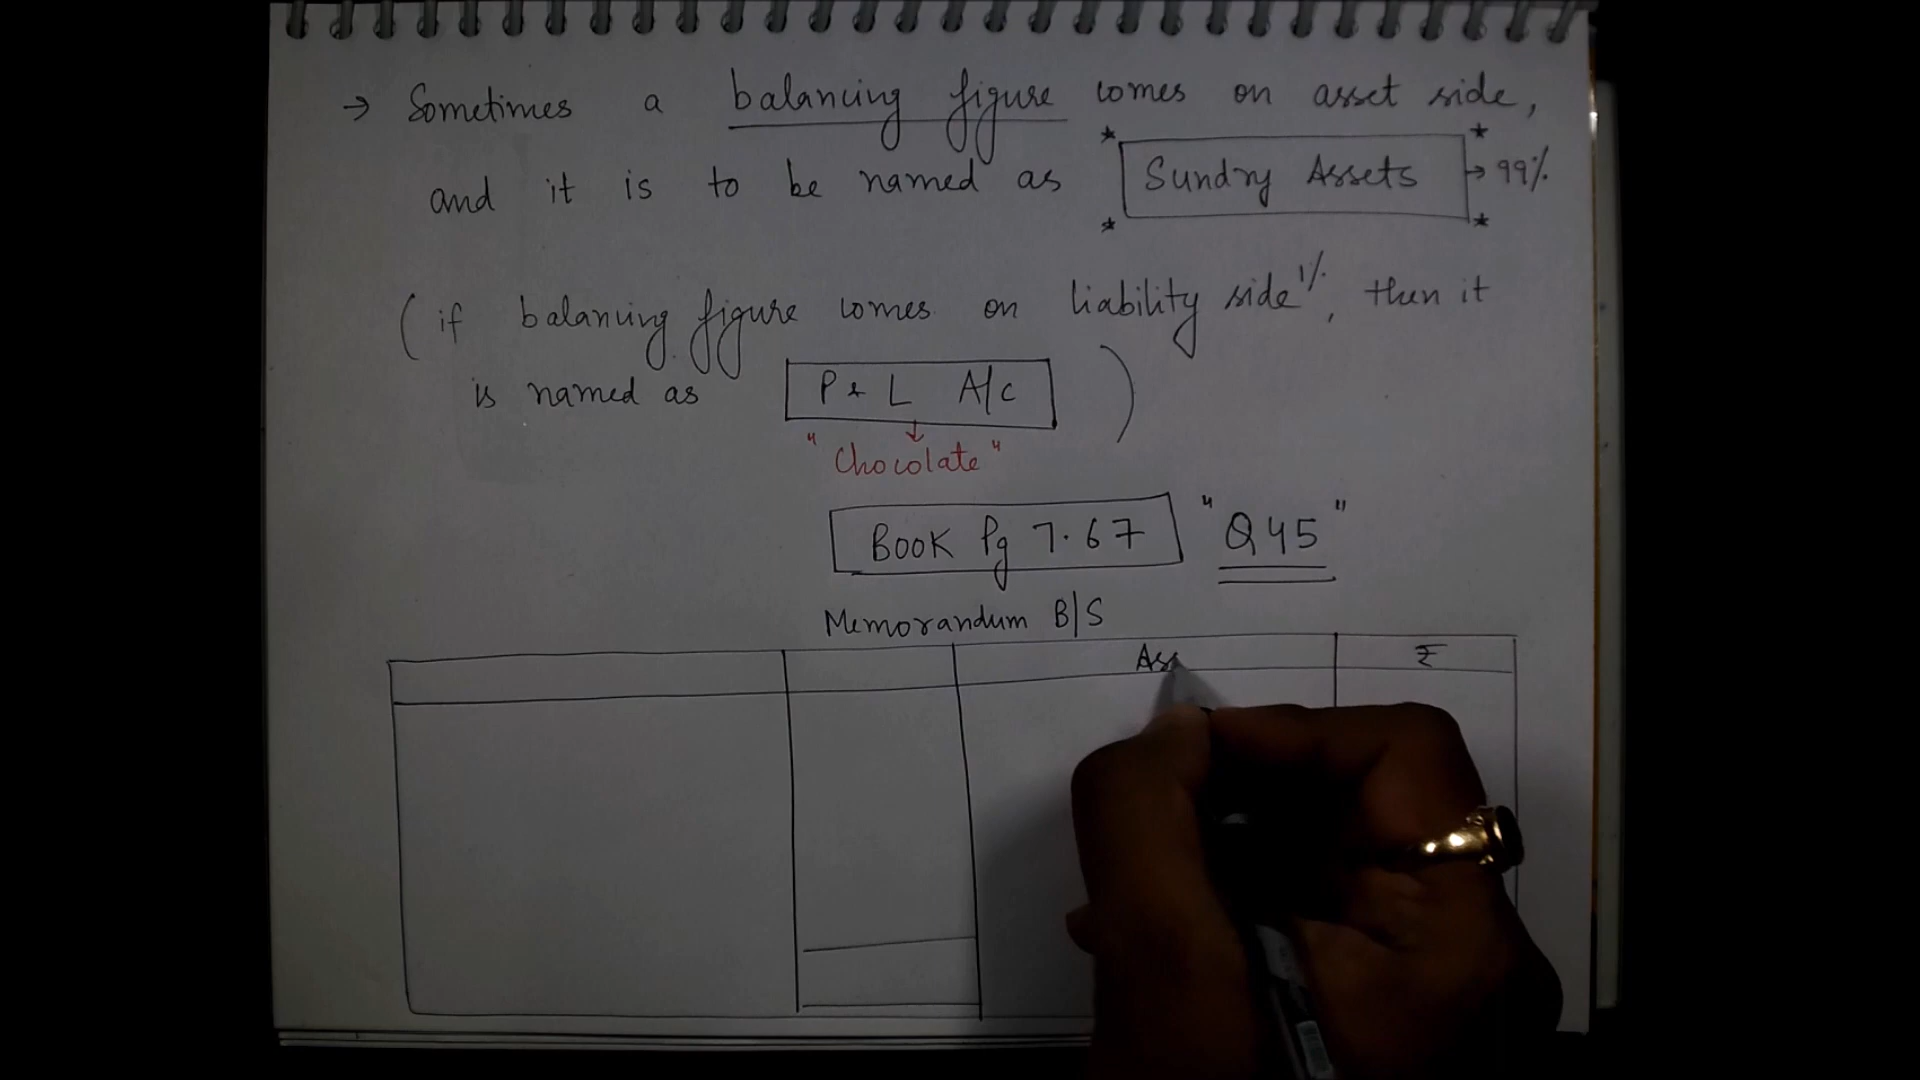 → Sometimes a balancing figure comes on asset side,
and it is to be named as Sundry Assets → 99%
(if balancing figure comes on liability side 1%, then it
is named as P & L A/c)
"Chocolate"
Book Pg 7.67 "Q45"
Memorandum B/S
Ass ₹